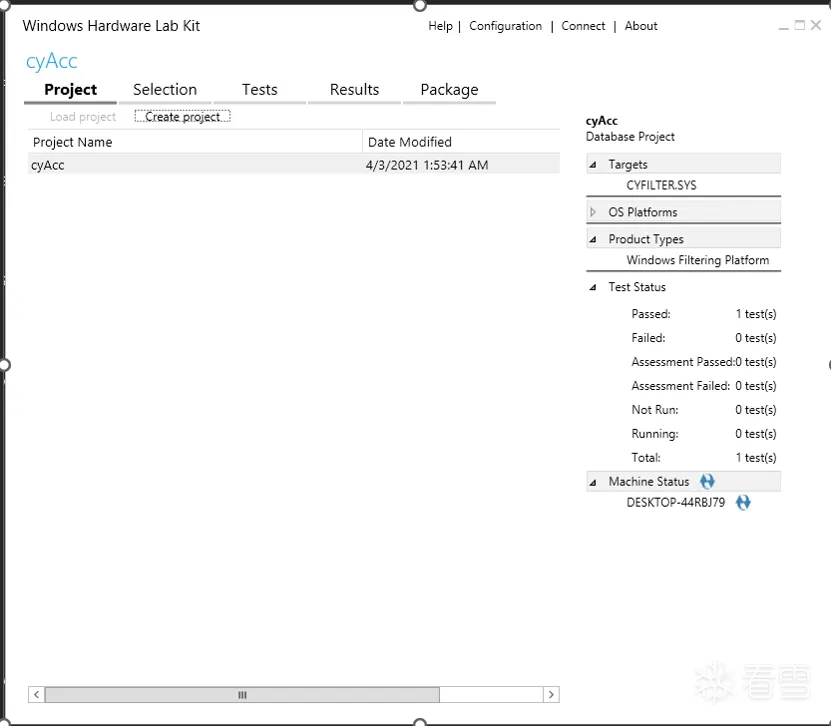 Windows Hardware Lab Kit
Help | Configuration | Connect | About
cyAcc
Project Selection Tests Results Package
Load project Create project
Project Name Date Modified
cyAcc 4/3/2021 1:53:41 AM
cyAcc
Database Project
Targets
CYFILTER.SYS
OS Platforms
Product Types
Windows Filtering Platform
Test Status
Passed: 1 test(s)
Failed: 0 test(s)
Assessment Passed:0 test(s)
Assessment Failed: 0 test(s)
Not Run: 0 test(s)
Running: 0 test(s)
Total: 1 test(s)
Machine Status
DESKTOP-44RBJ79
看雪